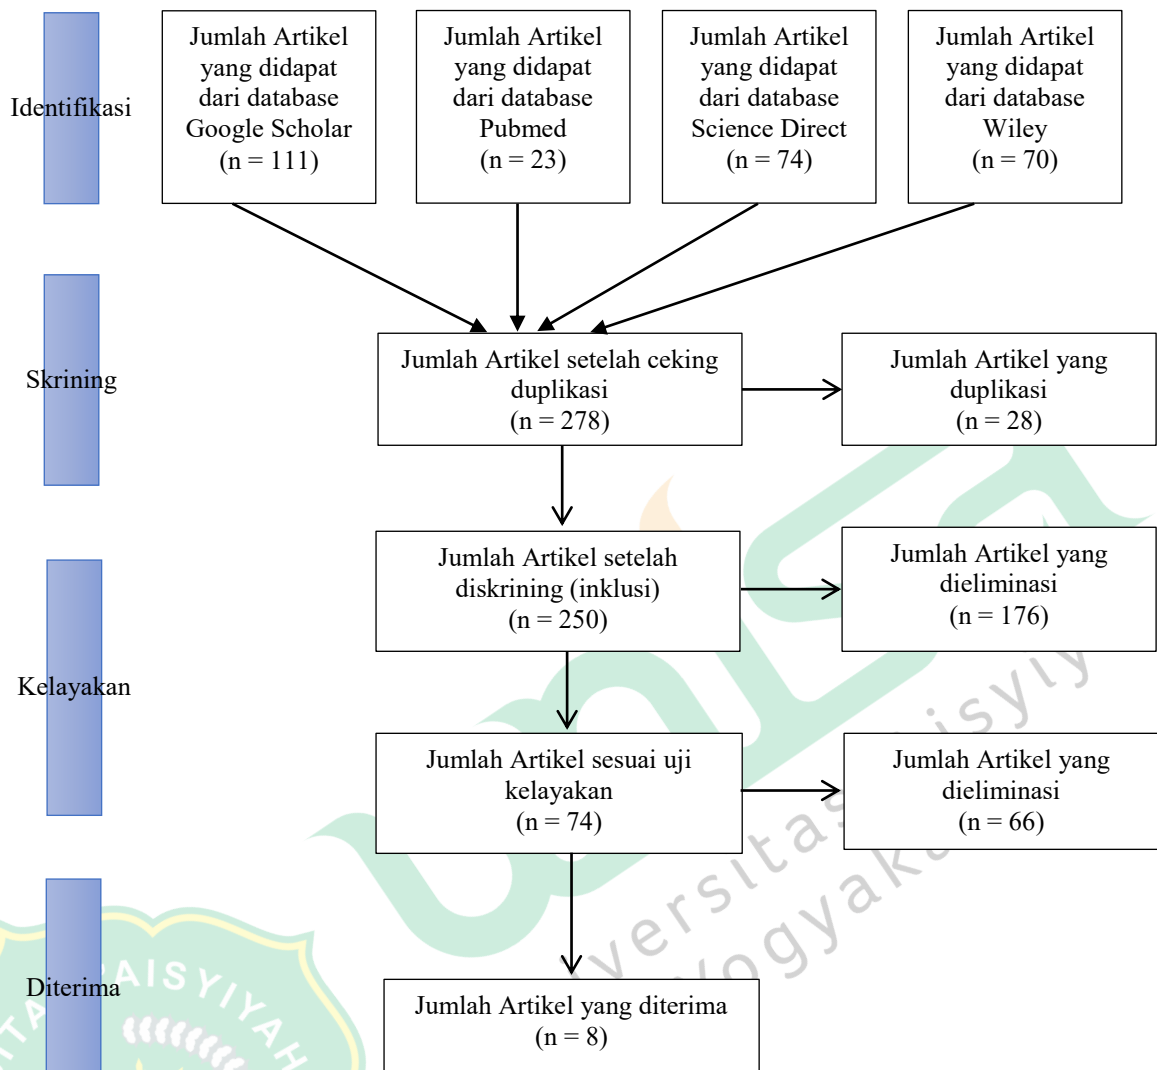 Identifikasi
Jumlah Artikel
yang didapat
dari database
Google Scholar
(n = 111)
Jumlah Artikel
yang didapat
dari database
Pubmed
(n = 23)
Jumlah Artikel
yang didapat
dari database
Science Direct
(n = 74)
Jumlah Artikel
yang didapat
dari database
Wiley
(n = 70)
Skrining
Jumlah Artikel setelah ceking
duplikasi
(n = 278)
Jumlah Artikel yang
duplikasi
(n = 28)
Kelayakan
Jumlah Artikel setelah
diskrining (inklusi)
(n = 250)
Jumlah Artikel yang
dieliminasi
(n = 176)
Jumlah Artikel sesuai uji
kelayakan
(n = 74)
Jumlah Artikel yang
dieliminasi
(n = 66)
Diterima
Jumlah Artikel yang diterima
(n = 8)